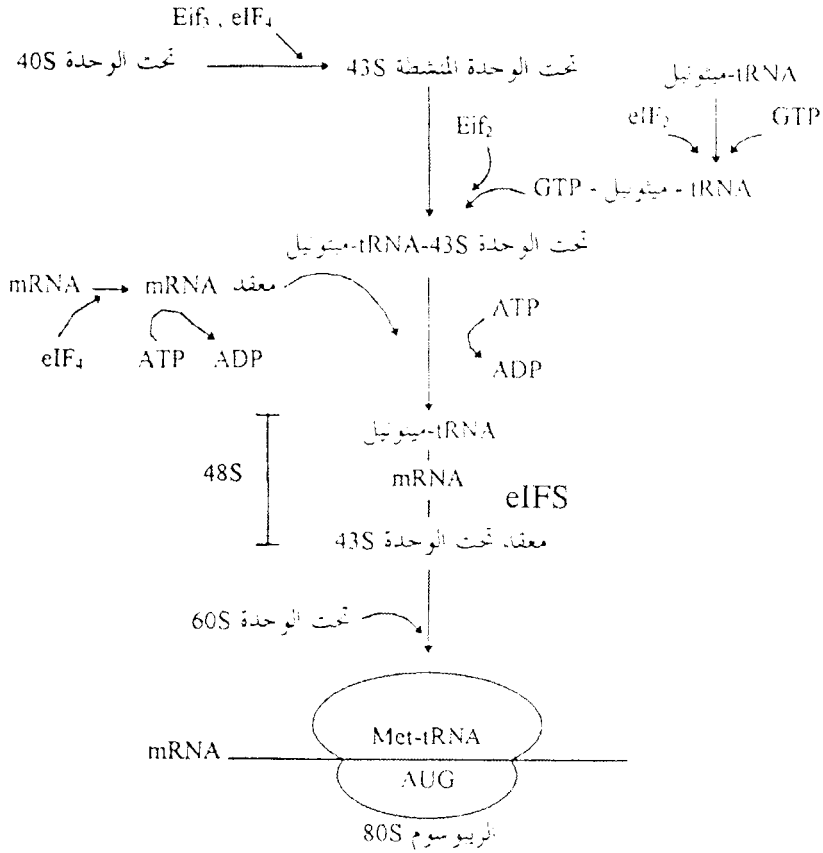 Eif₃ , eIF₄
تحت الوحدة 40S
تحت الوحدة المنشطة 43S
ميثونيل-tRNA
eIF₂
GTP
Eif₂
GTP - ميثونيل - tRNA
تحت الوحدة 43S-tRNA-ميثونيل
mRNA
معقد mRNA
eIF₄
ATP
ADP
ATP
ADP
ميثونيل-tRNA
48S
mRNA
eIFS
معقد تحت الوحدة 43S
تحت الوحدة 60S
Met-tRNA
mRNA
AUG
الريبوسوم 80S